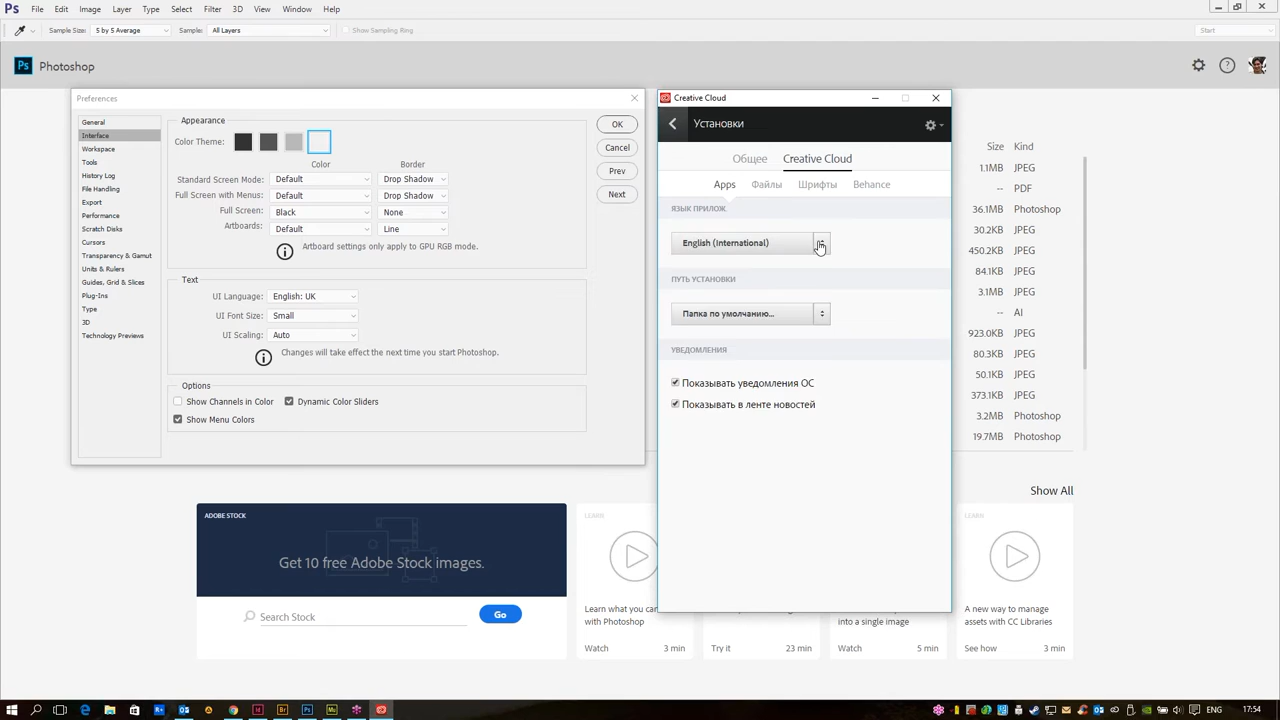 Ps File Edit Image Layer Type Select Filter 3D View Window Help
Sample Size: 5 by 5 Average Sample: All Layers Show Sampling Ring Start
Ps Photoshop
Preferences
General
Interface
Workspace
Tools
History Log
File Handling
Export
Performance
Scratch Disks
Cursors
Transparency & Gamut
Units & Rulers
Guides, Grid & Slices
Plug-Ins
Type
3D
Technology Previews
Appearance
Color Theme:
Color Border
Standard Screen Mode: Default Drop Shadow
Full Screen with Menus: Default Drop Shadow
Full Screen: Black None
Artboards: Default Line
Artboard settings only apply to GPU RGB mode.
Text
UI Language: English: UK
UI Font Size: Small
UI Scaling: Auto
Changes will take effect the next time you start Photoshop.
Options
Show Channels in Color Dynamic Color Sliders
Show Menu Colors
OK
Cancel
Prev
Next
Creative Cloud
Установки
Общее Creative Cloud
Apps Файлы Шрифты Behance
ЯЗЫК ПРИЛОЖ.
English (International)
ПУТЬ УСТАНОВКИ
Папка по умолчанию...
УВЕДОМЛЕНИЯ
Показывать уведомления ОС
Показывать в ленте новостей
Size Kind
1.1MB JPEG
-- PDF
36.1MB Photoshop
30.2KB JPEG
450.2KB JPEG
84.1KB JPEG
3.1MB JPEG
-- AI
923.0KB JPEG
80.3KB JPEG
50.1KB JPEG
373.1KB JPEG
3.2MB Photoshop
19.7MB Photoshop
Show All
ADOBE STOCK
Get 10 free Adobe Stock images.
Search Stock
Go
LEARN
Learn what you can
with Photoshop
Watch 3 min
Try it 23 min
into a single image
Watch 5 min
LEARN
A new way to manage
assets with CC Libraries
See how 3 min
ENG 17:54